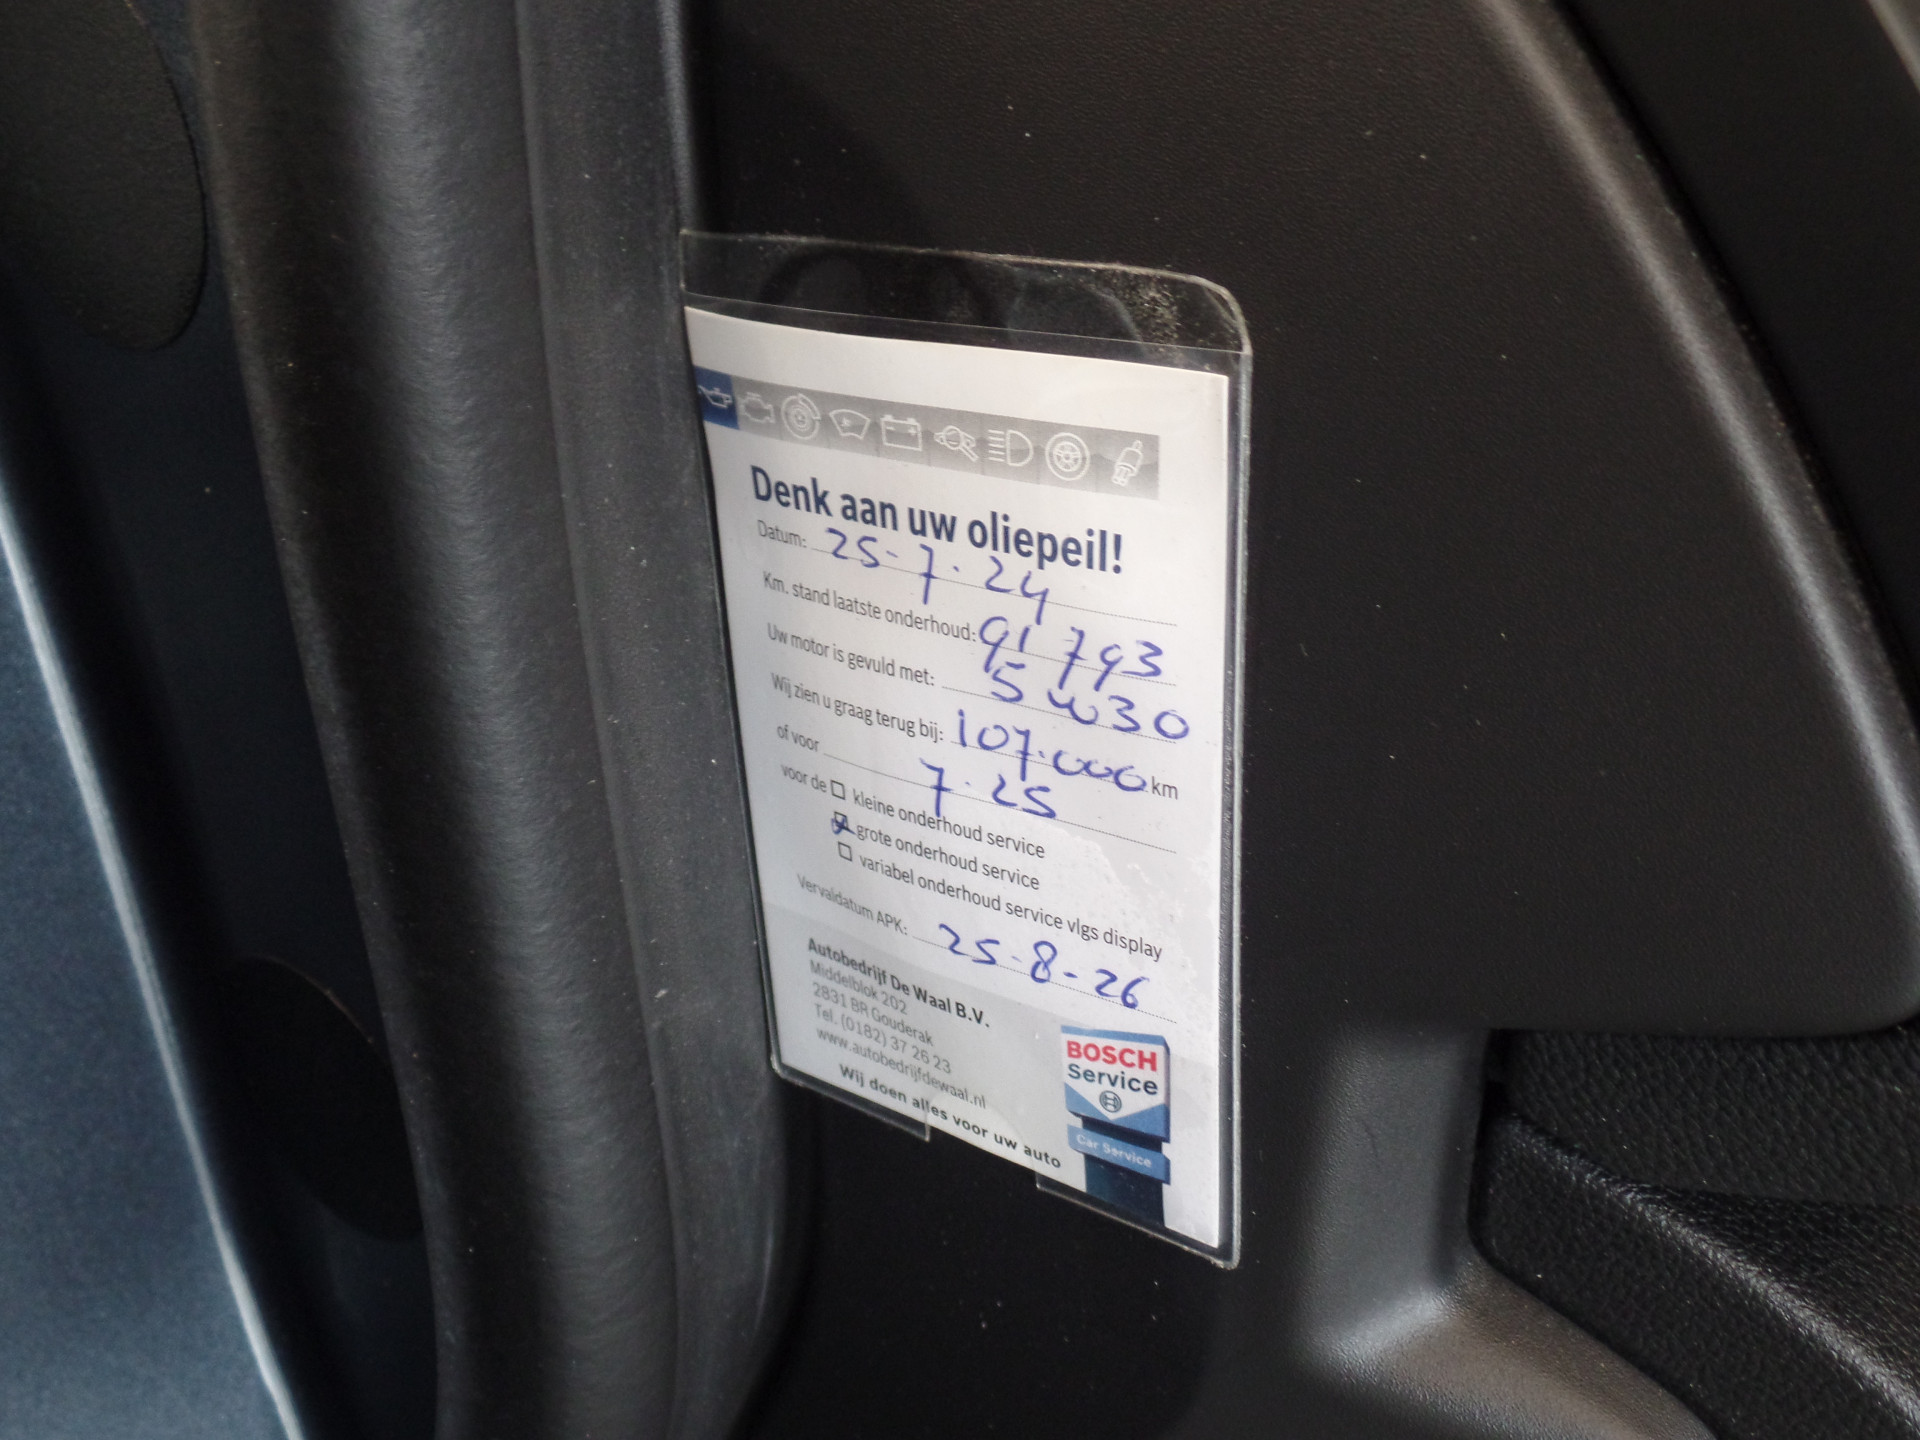 Denk aan uw oliepeil!
Datum: 25-7-24
Km. stand laatste onderhoud: 91793
Uw motor is gevuld met: 5w30
Wij zien u graag terug bij: 107.000 km
of voor 7-25
voor de kleine onderhoud service
grote onderhoud service
variabel onderhoud service vlgs display
Vervaldatum APK: 25-8-26
Autobedrijf De Waal B.V.
Middelblok 202
2831 BR Gouderak
Tel. (0182) 37 26 23
www.autobedrijfdewaal.nl
Wij doen alles voor uw auto
BOSCH
Service
Car Service